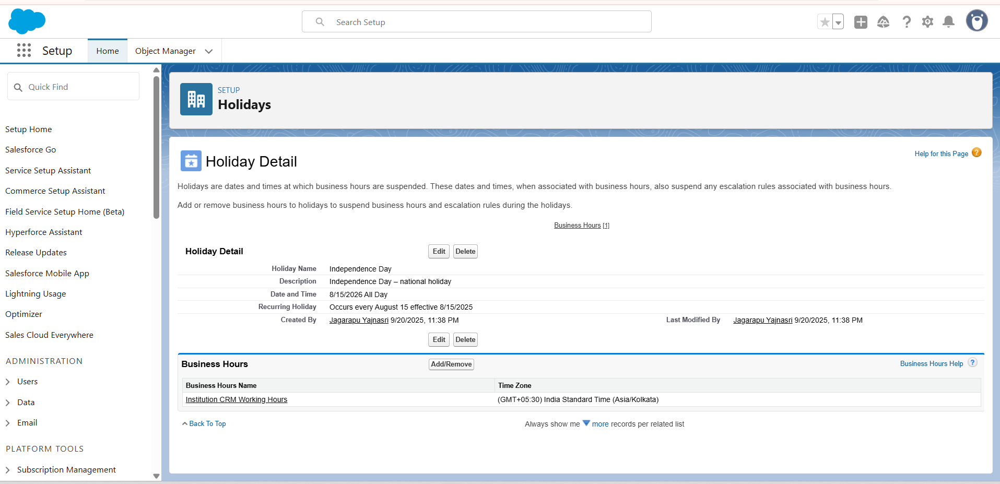 Search Setup
Setup
Home
Object Manager
Quick Find
Setup Home
Salesforce Go
Service Setup Assistant
Commerce Setup Assistant
Field Service Setup Home (Beta)
Hyperforce Assistant
Release Updates
Salesforce Mobile App
Lightning Usage
Optimizer
Sales Cloud Everywhere
ADMINISTRATION
Users
Data
Email
PLATFORM TOOLS
Subscription Management
SETUP
Holidays
Holiday Detail
Help for this Page ?
Holidays are dates and times at which business hours are suspended. These dates and times, when associated with business hours, also suspend any escalation rules associated with business hours.
Add or remove business hours to holidays to suspend business hours and escalation rules during the holidays.
Business Hours [1]
Holiday Detail Edit Delete
Holiday Name Independence Day
Description Independence Day – national holiday
Date and Time 8/15/2026 All Day
Recurring Holiday Occurs every August 15 effective 8/15/2025
Created By Jagarapu Yajnasri 9/20/2025, 11:38 PM Last Modified By Jagarapu Yajnasri 9/20/2025, 11:38 PM
Edit Delete
Business Hours Add/Remove Business Hours Help ?
Business Hours Name Time Zone
Institution CRM Working Hours (GMT+05:30) India Standard Time (Asia/Kolkata)
Back To Top Always show me more records per related list